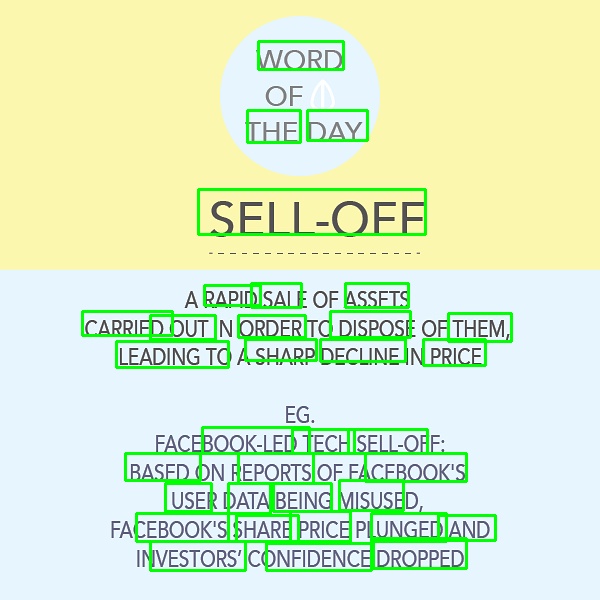 WORD
OF
THE DAY
SELL-OFF
A RAPID SALE OF ASSETS
CARRIED OUT IN ORDER TO DISPOSE OF THEM,
LEADING TO A SHARP DECLINE IN PRICE
EG.
FACEBOOK-LED TECH SELL-OFF:
BASED ON REPORTS OF FACEBOOK'S
USER DATA BEING MISUSED,
FACEBOOK'S SHARE PRICE PLUNGED AND
INVESTORS' CONFIDENCE DROPPED